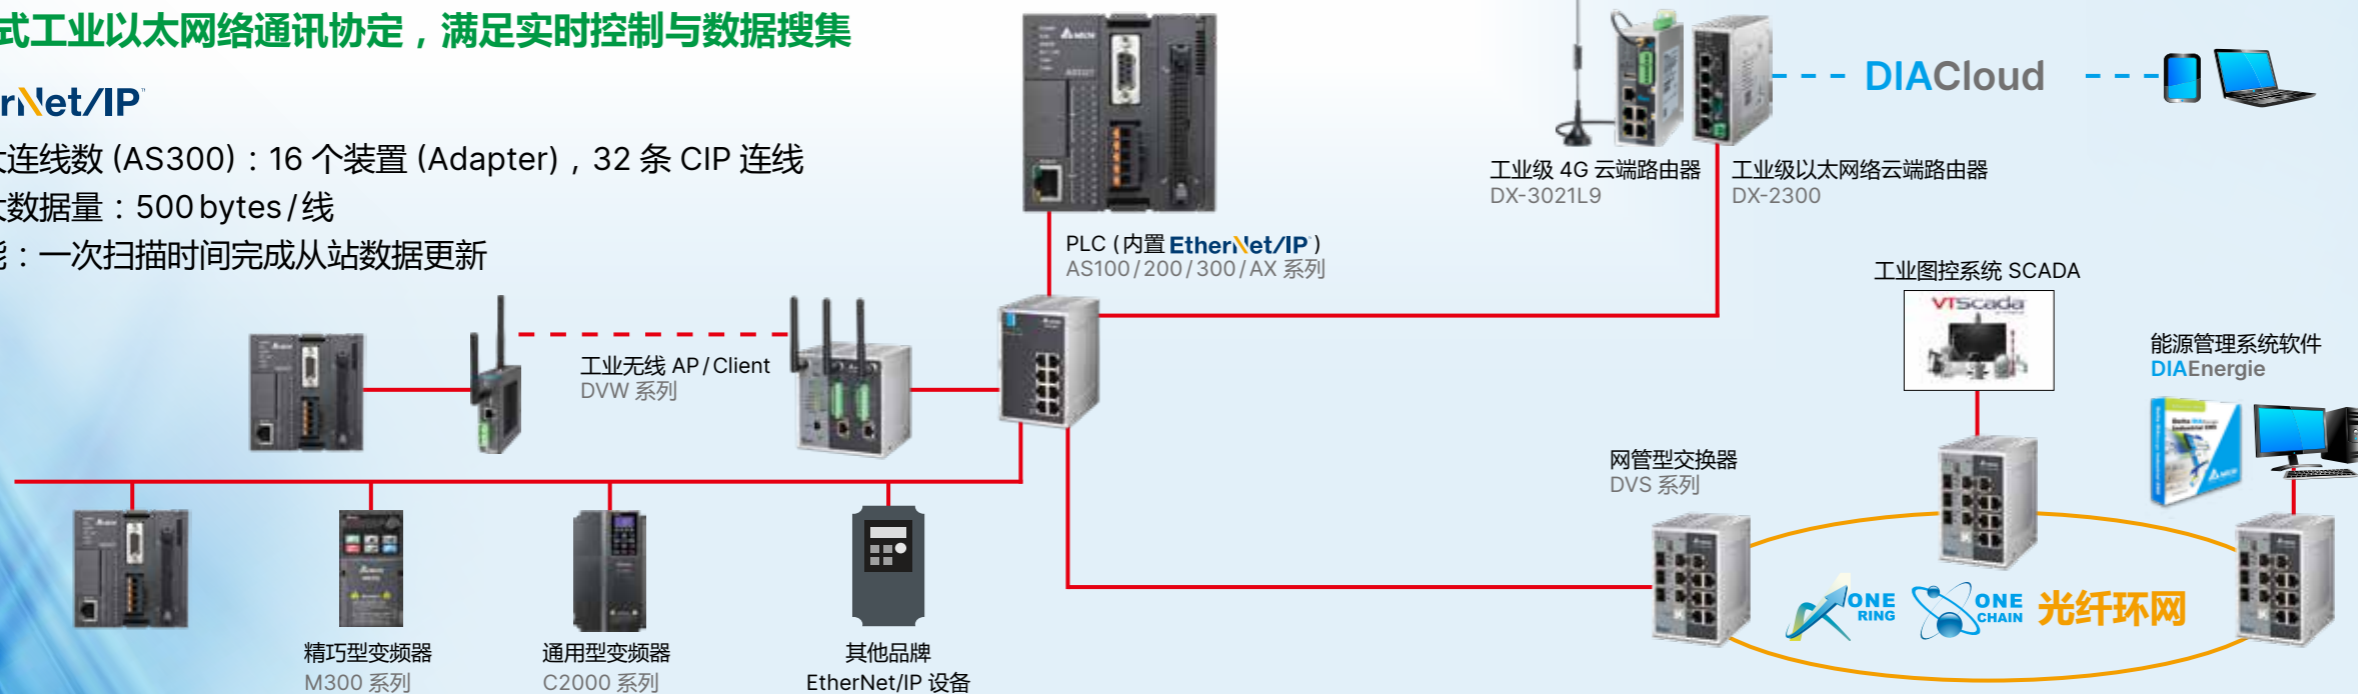 式工业以太网络通讯协定，满足实时控制与数据搜集
erNet/IP
大连线数 (AS300)：16 个装置 (Adapter)，32 条 CIP 连线
大数据量：500 bytes/线
能：一次扫描时间完成从站数据更新
DIACloud
工业级 4G 云端路由器
DX-3021L9
工业级以太网络云端路由器
DX-2300
PLC (内置 EtherNet/IP)
AS100/200/300/AX 系列
工业图控系统 SCADA
VTScada
能源管理系统软件
DIAEnergie
工业无线 AP/Client
DVW 系列
网管型交换器
DVS 系列
ONE RING
ONE CHAIN
光纤环网
精巧型变频器
M300 系列
通用型变频器
C2000 系列
其他品牌
EtherNet/IP 设备